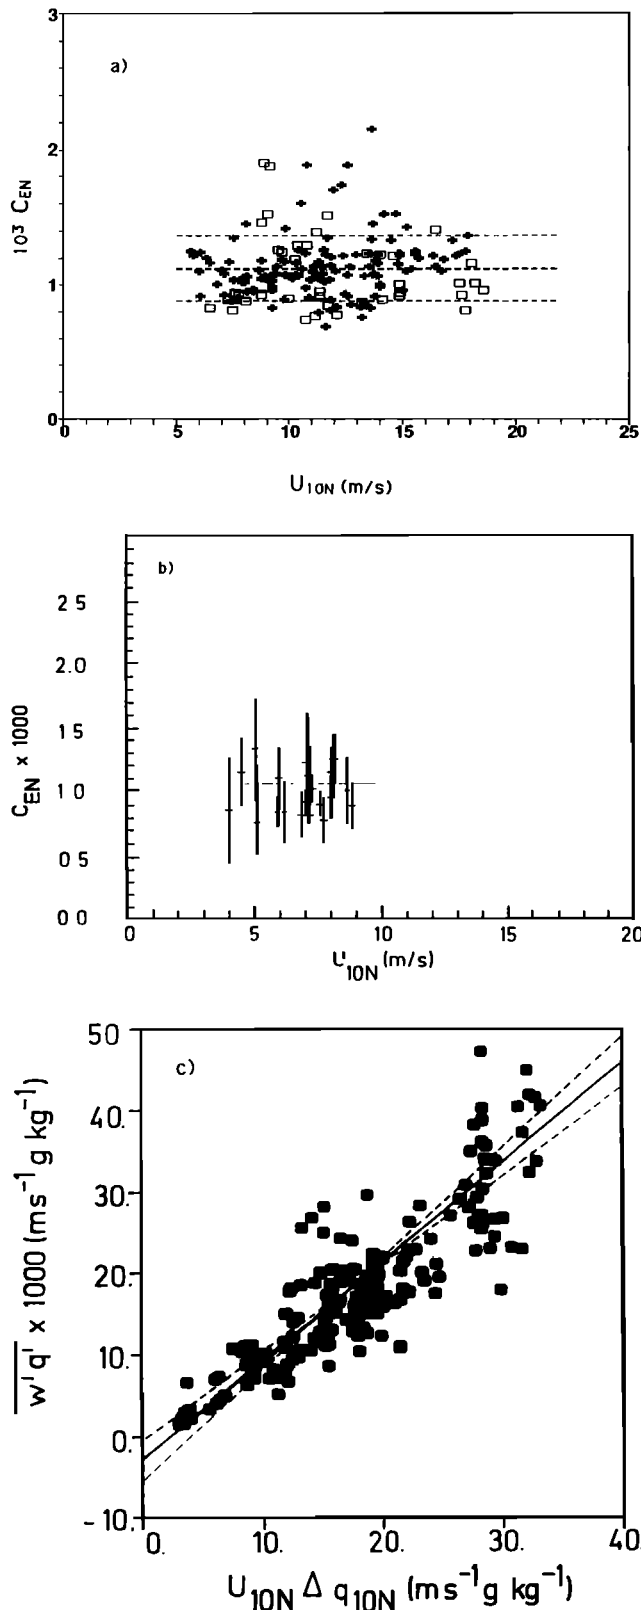 3
a)
2
10³ C_EN
1
0
0 5 10 15 20 25
U_10N (m/s)
b)
2 5
2.0
1 5
C_EN x 1000
1 0
0 5
0 0
0 5 10 15 20
U_10N (m/s)
50
c)
40.
30.
20.
10.
0.
-10.
w'q' x 1000 (ms⁻¹ g kg⁻¹)
0. 10. 20. 30. 40.
U_10N Δ q_10N (ms⁻¹ g kg⁻¹)